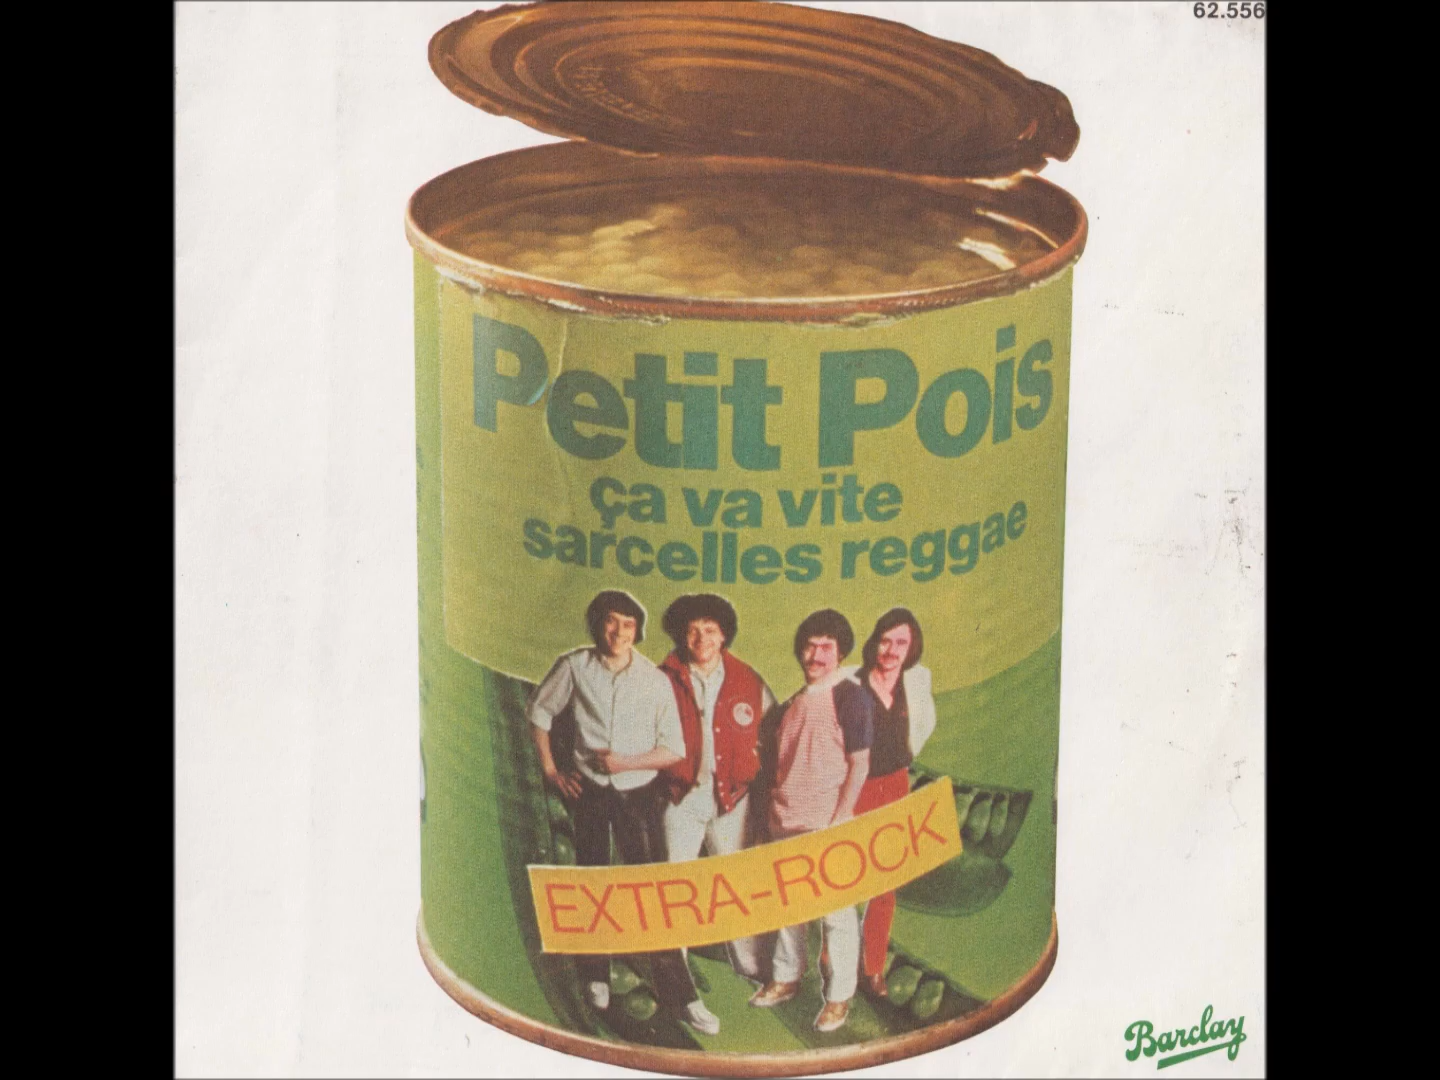 62.556
Petit Pois
ça va vite
sarcelles reggae
EXTRA-ROCK
Barclay